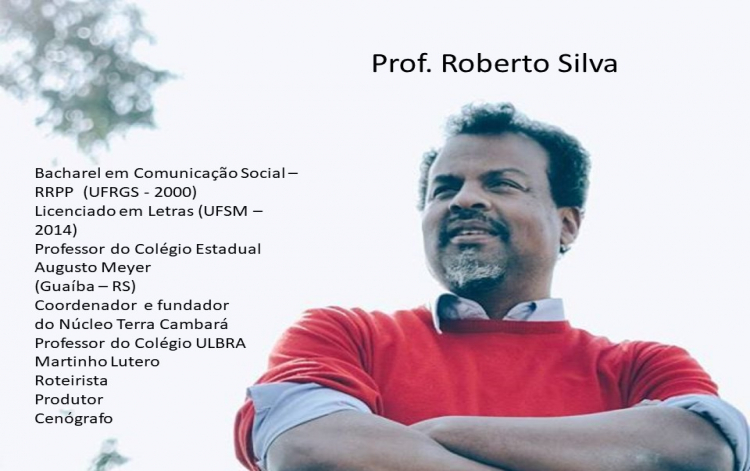 Prof. Roberto Silva
Bacharel em Comunicação Social –
RRPP (UFRGS - 2000)
Licenciado em Letras (UFSM –
2014)
Professor do Colégio Estadual
Augusto Meyer
(Guaíba – RS)
Coordenador e fundador
do Núcleo Terra Cambará
Professor do Colégio ULBRA
Martinho Lutero
Roteirista
Produtor
Cenógrafo